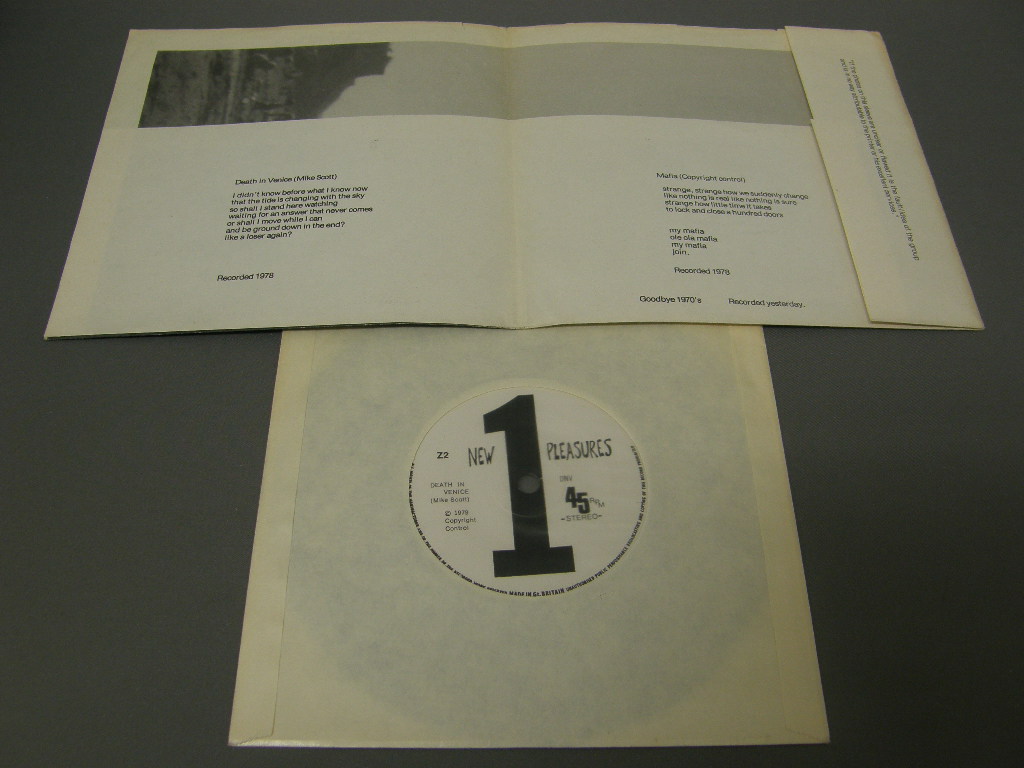 Death in Venice (Mike Scott)
I didn't know before what I know now
that the tide is changing with the sky
so shall I stand here watching
waiting for an answer that never comes
or shall I move while I can
and be ground down in the end?
like a loser again?
Recorded 1978
Mafia (Copyright control)
strange, strange how we suddenly change
like nothing is real like nothing is sure
strange how little time it takes
to lock and close a hundred doors
my mafia
ole ole mafia
my mafia
join.
Recorded 1978
Goodbye 1970's Recorded yesterday.
Z2
NEW 1 PLEASURES
DEATH IN
VENICE
(Mike Scott)
© 1979
Copyright
Control
45 RPM
-STEREO-
MADE IN Gt. BRITAIN